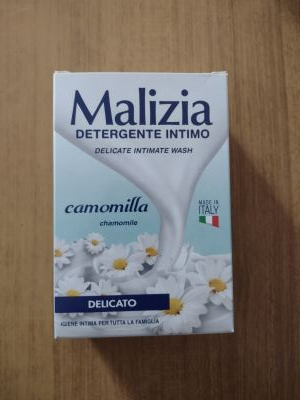 Malizia
DETERGENTE INTIMO
DELICATE INTIMATE WASH
camomilla
chamomile
MADE IN
ITALY
DELICATO
IGIENE INTIMA PER TUTTA LA FAMIGLIA